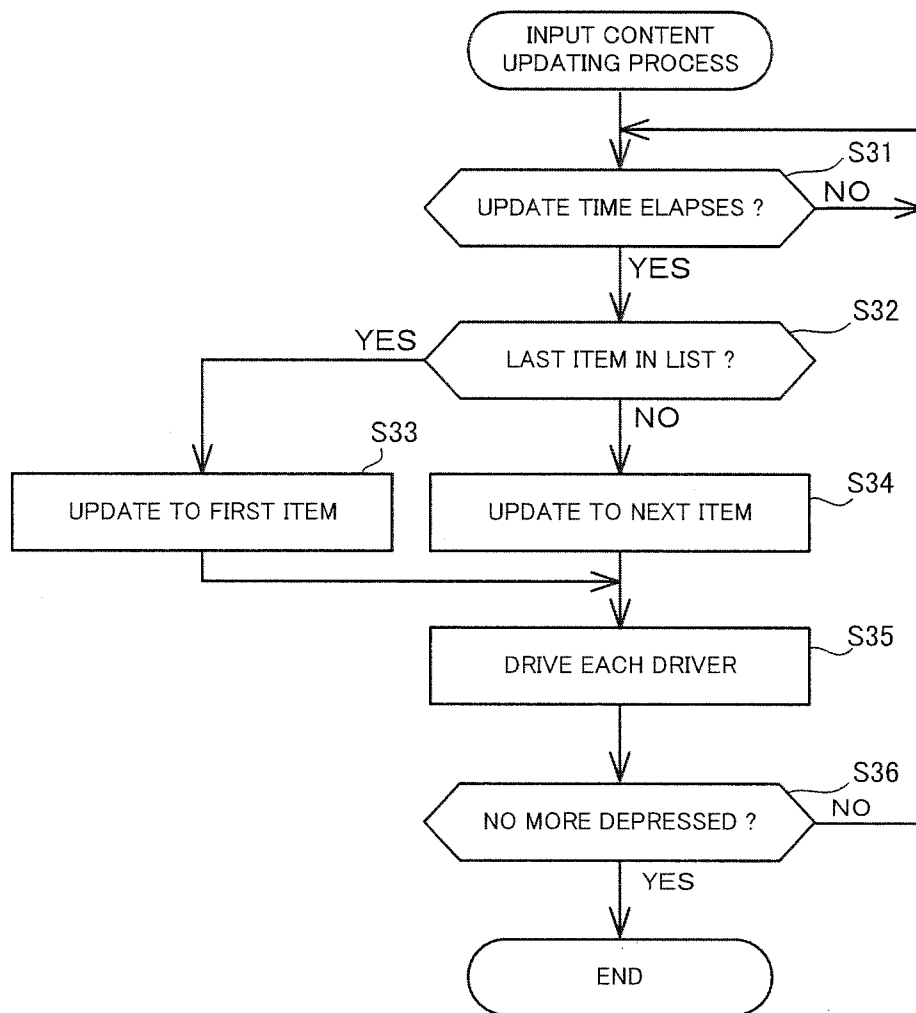 INPUT CONTENT
UPDATING PROCESS
S31
UPDATE TIME ELAPSES ?
NO
YES
S32
YES
LAST ITEM IN LIST ?
NO
S33
UPDATE TO FIRST ITEM
S34
UPDATE TO NEXT ITEM
S35
DRIVE EACH DRIVER
S36
NO MORE DEPRESSED ?
NO
YES
END